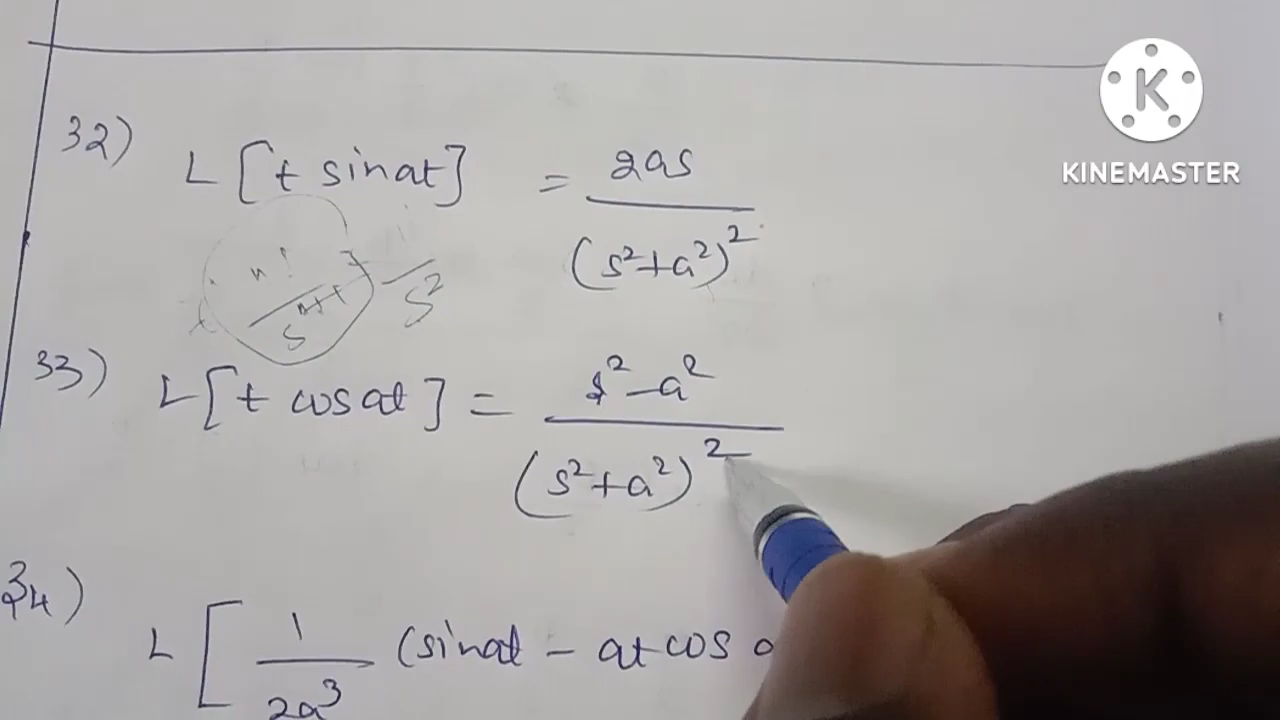 32) L[t sinat] = 2as / (s²+a²)²
n! / sⁿ⁺¹ / s²
33) L[t cosat] = s²-a² / (s²+a²)²
34) L[ 1 / 2a³ (sinat - at cos
KINEMASTER